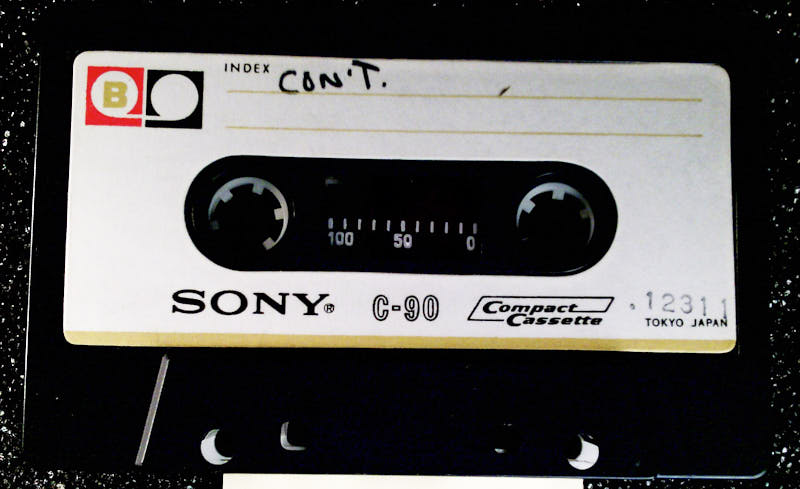 B
INDEX CON'T.
100 50 0
SONY® C-90 Compact Cassette
12311
TOKYO JAPAN